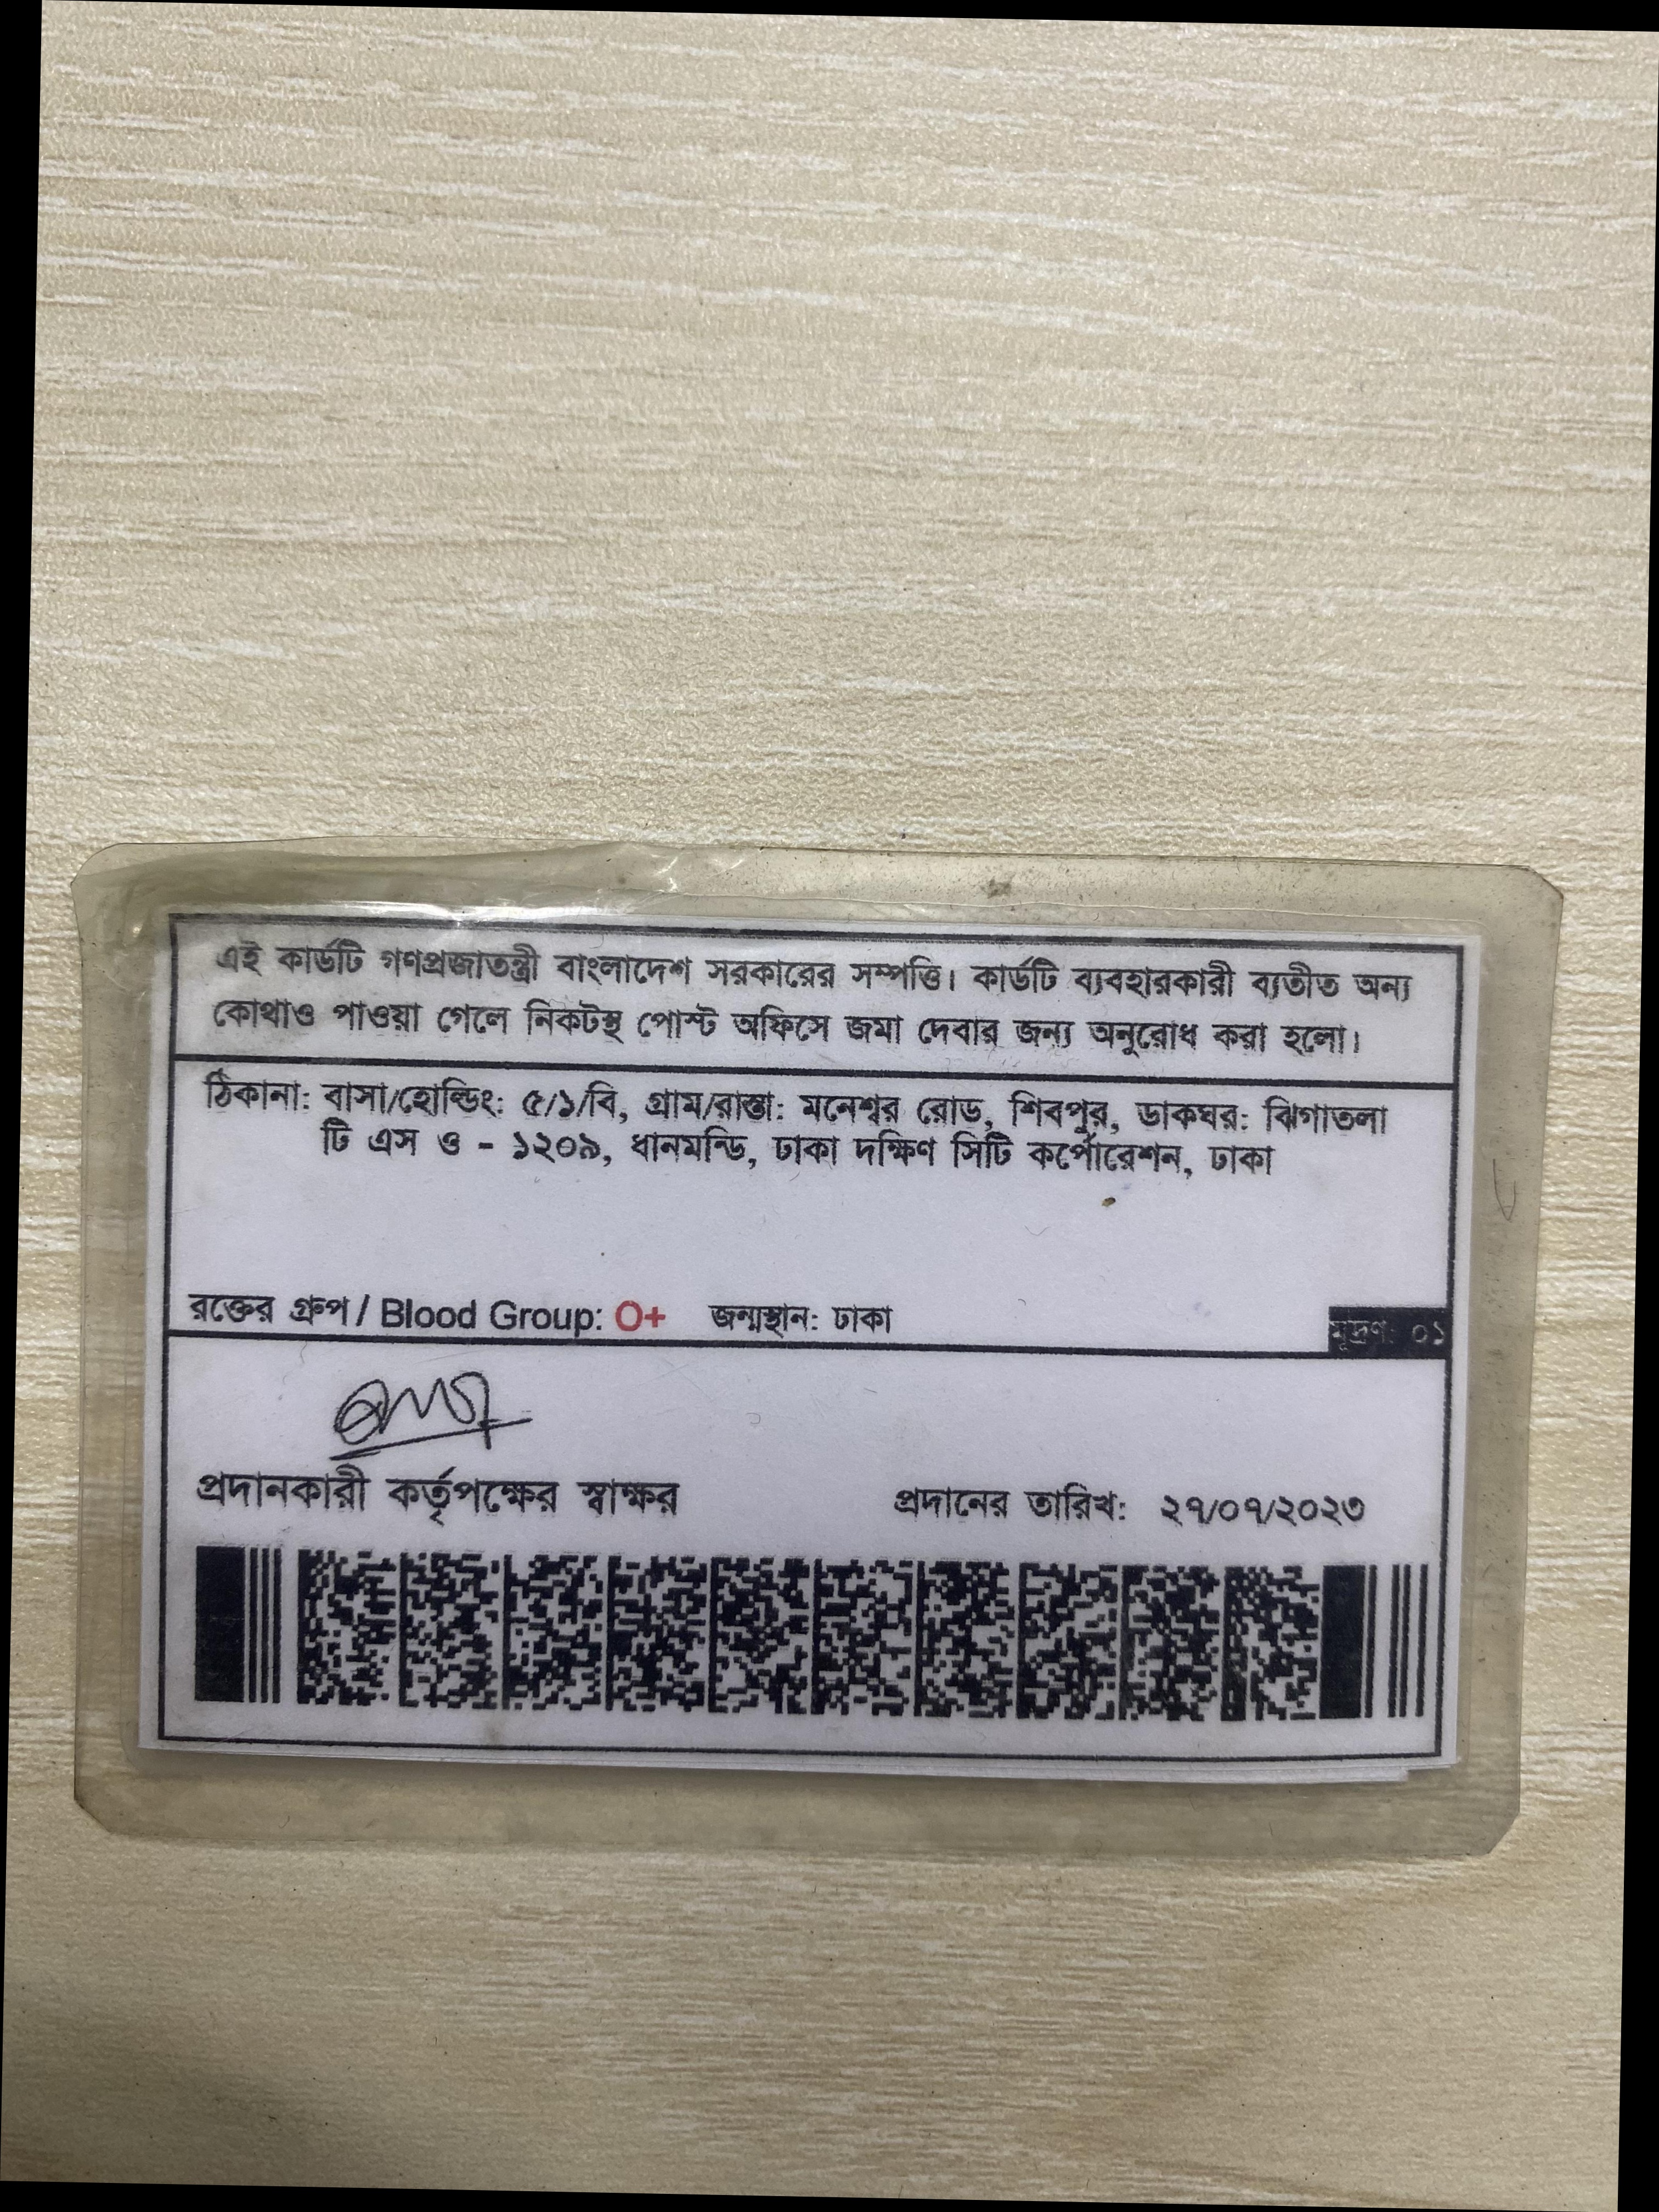 এই কার্ডটি গণপ্রজাতন্ত্রী বাংলাদেশ সরকারের সম্পত্তি। কার্ডটি ব্যবহারকারী ব্যতীত অন্য
কোথাও পাওয়া গেলে নিকটস্থ পোস্ট অফিসে জমা দেবার জন্য অনুরোধ করা হলো।
ঠিকানা: বাসা/হোল্ডিং: ৫/১/বি, গ্রাম/রাস্তা: মনেশ্বর রোড, শিবপুর, ডাকঘর: ঝিগাতলা
টি এস ও - ১২০৯, ধানমন্ডি, ঢাকা দক্ষিণ সিটি কর্পোরেশন, ঢাকা
রক্তের গ্রুপ / Blood Group: O+ জন্মস্থান: ঢাকা
মূদ্রণ: ০১
প্রদানকারী কর্তৃপক্ষের স্বাক্ষর প্রদানের তারিখ: ২৭/০৭/২০২৩